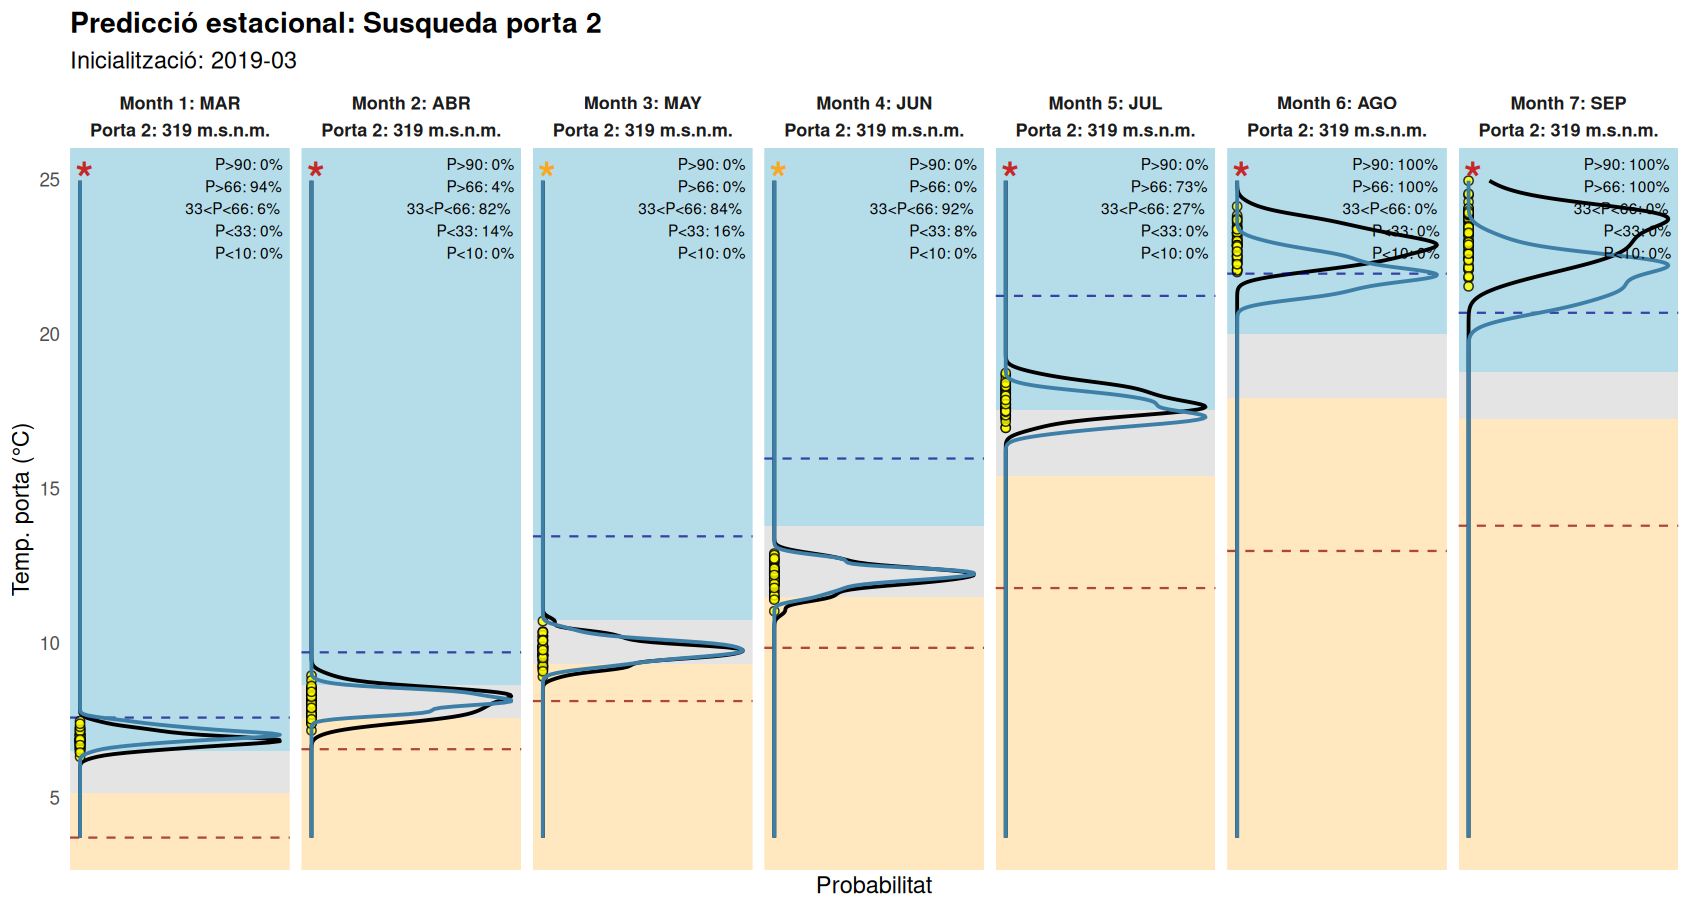 Predicció estacional: Susqueda porta 2
Inicialització: 2019-03
Month 1: MAR
Porta 2: 319 m.s.n.m.
Month 2: ABR
Porta 2: 319 m.s.n.m.
Month 3: MAY
Porta 2: 319 m.s.n.m.
Month 4: JUN
Porta 2: 319 m.s.n.m.
Month 5: JUL
Porta 2: 319 m.s.n.m.
Month 6: AGO
Porta 2: 319 m.s.n.m.
Month 7: SEP
Porta 2: 319 m.s.n.m.
*
P>90: 0%
P>66: 94%
33<P<66: 6%
P<33: 0%
P<10: 0%
*
P>90: 0%
P>66: 4%
33<P<66: 82%
P<33: 14%
P<10: 0%
*
P>90: 0%
P>66: 0%
33<P<66: 84%
P<33: 16%
P<10: 0%
*
P>90: 0%
P>66: 0%
33<P<66: 92%
P<33: 8%
P<10: 0%
*
P>90: 0%
P>66: 73%
33<P<66: 27%
P<33: 0%
P<10: 0%
*
P>90: 100%
P>66: 100%
33<P<66: 0%
P<33: 0%
P<10: 0%
*
P>90: 100%
P>66: 100%
33<P<66: 0%
P<33: 0%
P<10: 0%
25
20
15
10
5
Temp. porta (°C)
Probabilitat